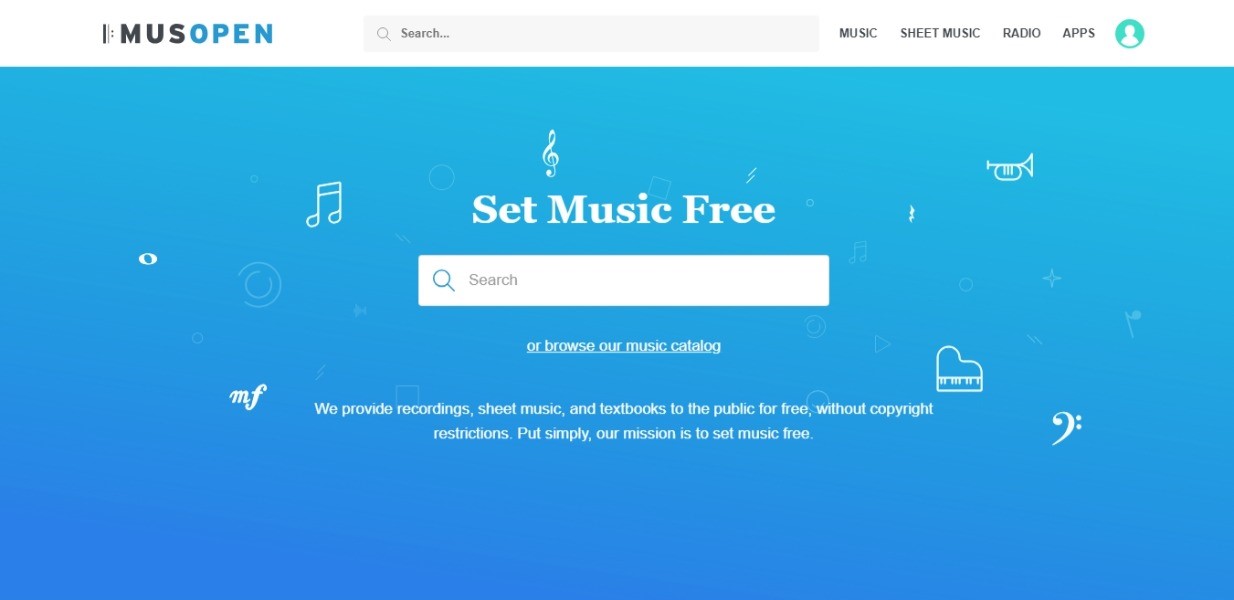 MUSOPEN
Search...
MUSIC
SHEET MUSIC
RADIO
APPS
Set Music Free
Search
or browse our music catalog
mf
We provide recordings, sheet music, and textbooks to the public for free, without copyright
restrictions. Put simply, our mission is to set music free.